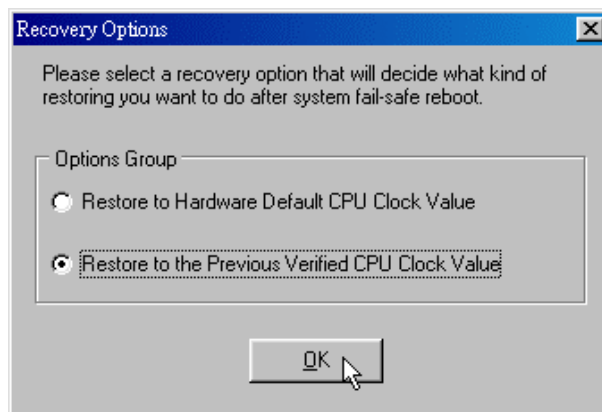 Recovery Options
Please select a recovery option that will decide what kind of
restoring you want to do after system fail-safe reboot.
Options Group
Restore to Hardware Default CPU Clock Value
Restore to the Previous Verified CPU Clock Value
OK